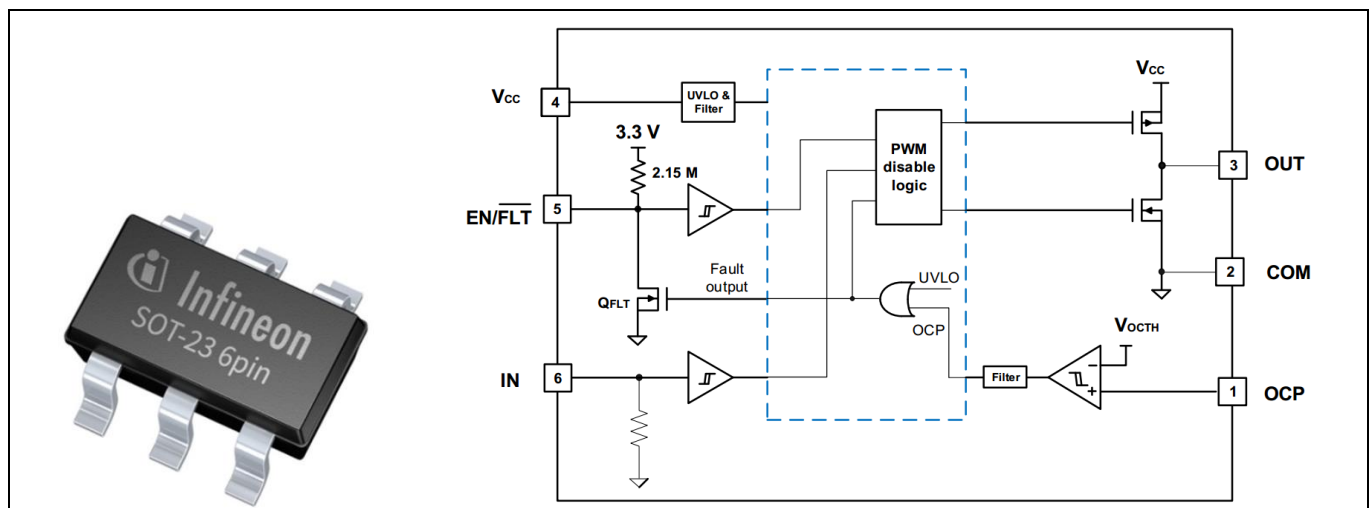 Infineon
SOT-23 6pin
VCC
4
UVLO &
Filter
3.3 V
2.15 M
EN/FLT
5
QFLT
Fault
output
IN
6
PWM
disable
logic
UVLO
OCP
Filter
VOCTH
VCC
3
OUT
2
COM
1
OCP